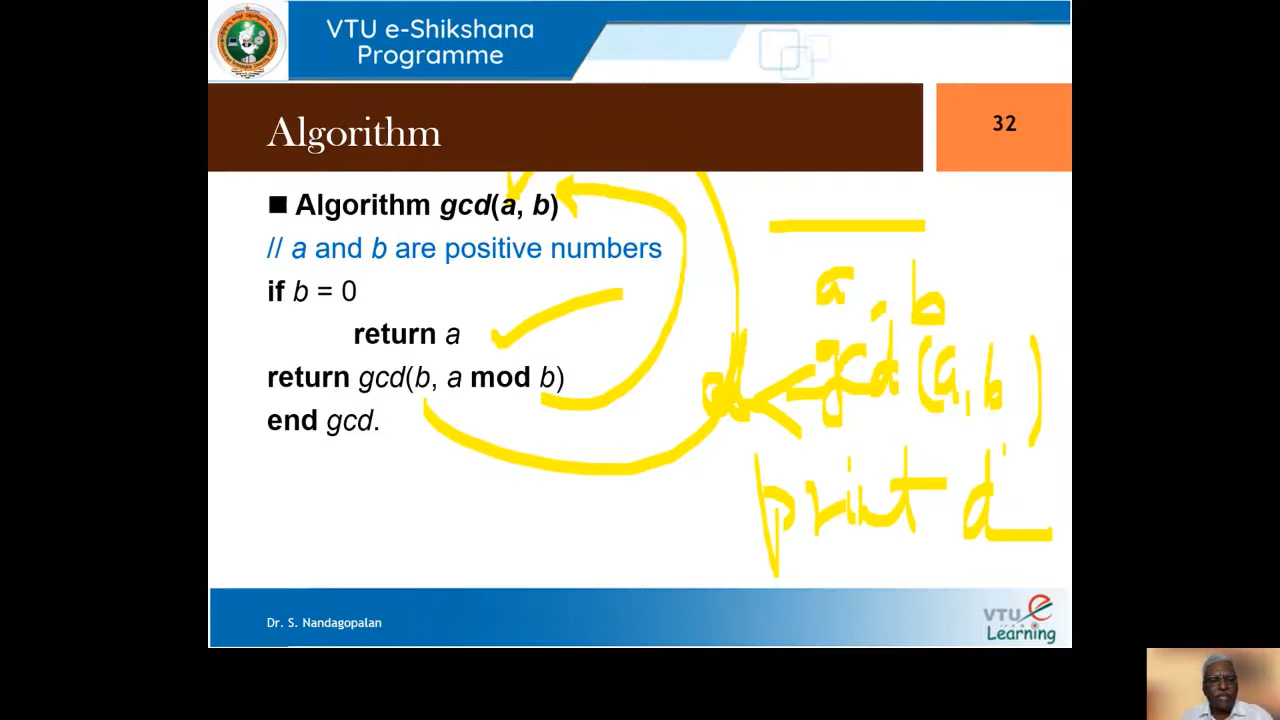 VTU e-Shikshana
Programme
Algorithm
32
■ Algorithm gcd(a, b)
// a and b are positive numbers
if b = 0
return a
return gcd(b, a mod b)
end gcd.
a, b
d ← gcd (a, b)
print d
Dr. S. Nandagopalan
VTU e
Learning